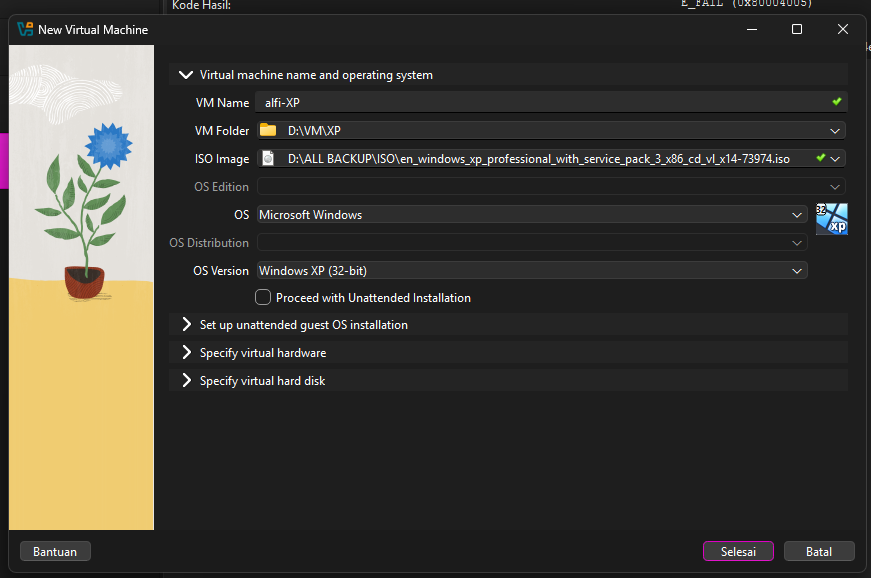 Kode Hasil:
E_FAIL (0x80004005)
New Virtual Machine
Virtual machine name and operating system
VM Name
alfi-XP
VM Folder
D:\VM\XP
ISO Image
D:\ALL BACKUP\ISO\en_windows_xp_professional_with_service_pack_3_x86_cd_vl_x14-73974.iso
OS Edition
OS
Microsoft Windows
32
xp
OS Distribution
OS Version
Windows XP (32-bit)
Proceed with Unattended Installation
Set up unattended guest OS installation
Specify virtual hardware
Specify virtual hard disk
Bantuan
Selesai
Batal